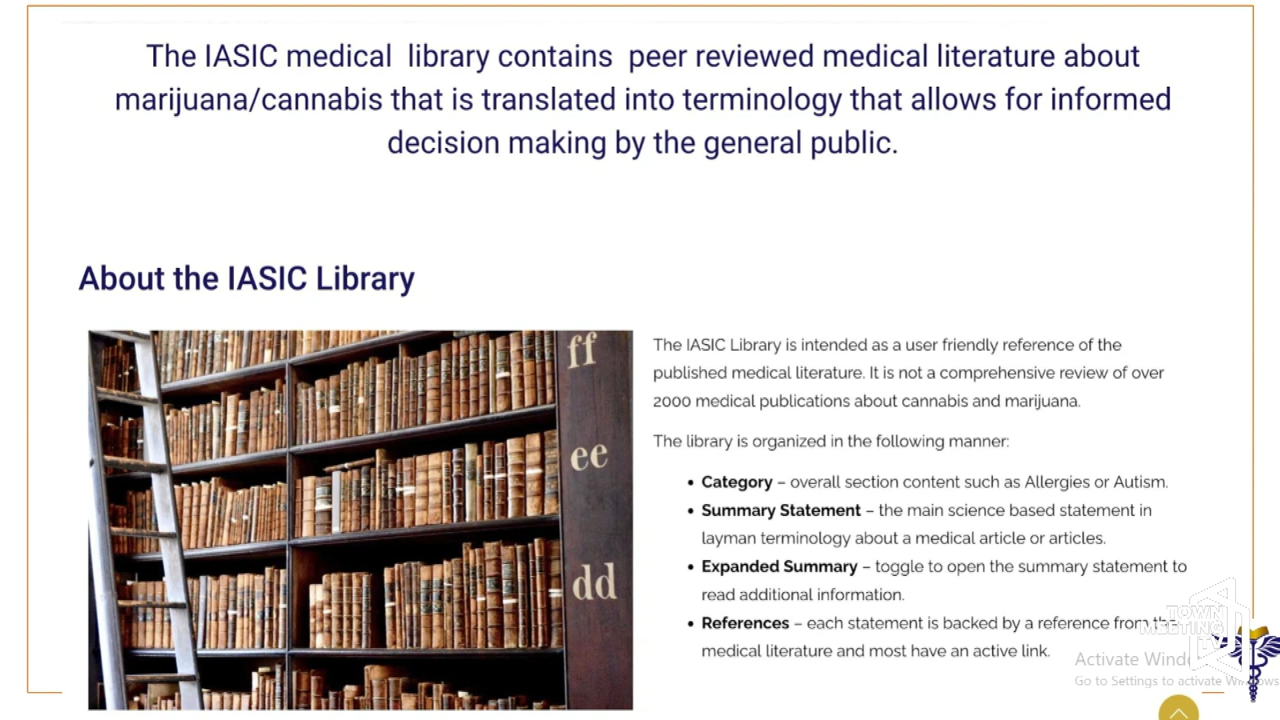 The IASIC medical library contains peer reviewed medical literature about
marijuana/cannabis that is translated into terminology that allows for informed
decision making by the general public.
About the IASIC Library
ff
ee
dd
The IASIC Library is intended as a user friendly reference of the
published medical literature. It is not a comprehensive review of over
2000 medical publications about cannabis and marijuana.
The library is organized in the following manner:
• Category – overall section content such as Allergies or Autism.
• Summary Statement – the main science based statement in
layman terminology about a medical article or articles.
• Expanded Summary – toggle to open the summary statement to
read additional information.
• References – each statement is backed by a reference from the
medical literature and most have an active link.
TOWN
MEETING
TV
Activate Windows
Go to Settings to activate Windows